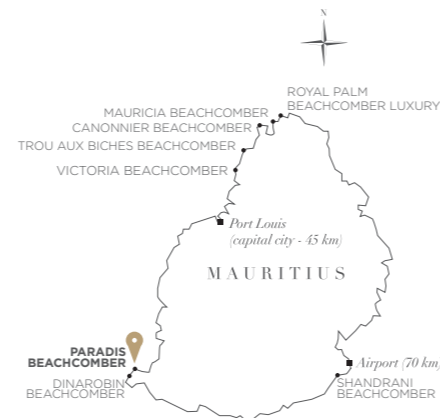 N
ROYAL PALM
BEACHCOMBER LUXURY
MAURICIA BEACHCOMBER
CANONNIER BEACHCOMBER
TROU AUX BICHES BEACHCOMBER
VICTORIA BEACHCOMBER
Port Louis
(capital city - 45 km)
MAURITIUS
PARADIS
BEACHCOMBER
DINAROBIN
BEACHCOMBER
Airport (70 km)
SHANDRANI
BEACHCOMBER